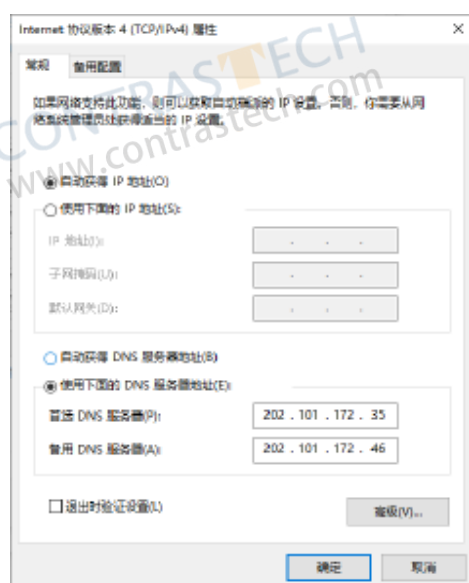 Internet 协议版本 4 (TCP/IPv4) 属性
常规 备用配置
如果网络支持此功能，则可以获取自动指派的 IP 设置。否则，你需要从网
络系统管理员处获得适当的 IP 设置。
自动获得 IP 地址(O)
使用下面的 IP 地址(S):
IP 地址(I):
子网掩码(U):
默认网关(D):
自动获得 DNS 服务器地址(B)
使用下面的 DNS 服务器地址(E):
首选 DNS 服务器(P): 202 . 101 . 172 . 35
备用 DNS 服务器(A): 202 . 101 . 172 . 46
退出时验证设置(L)
高级(V)...
确定 取消
CONTRASTECH
www.contrastech.com